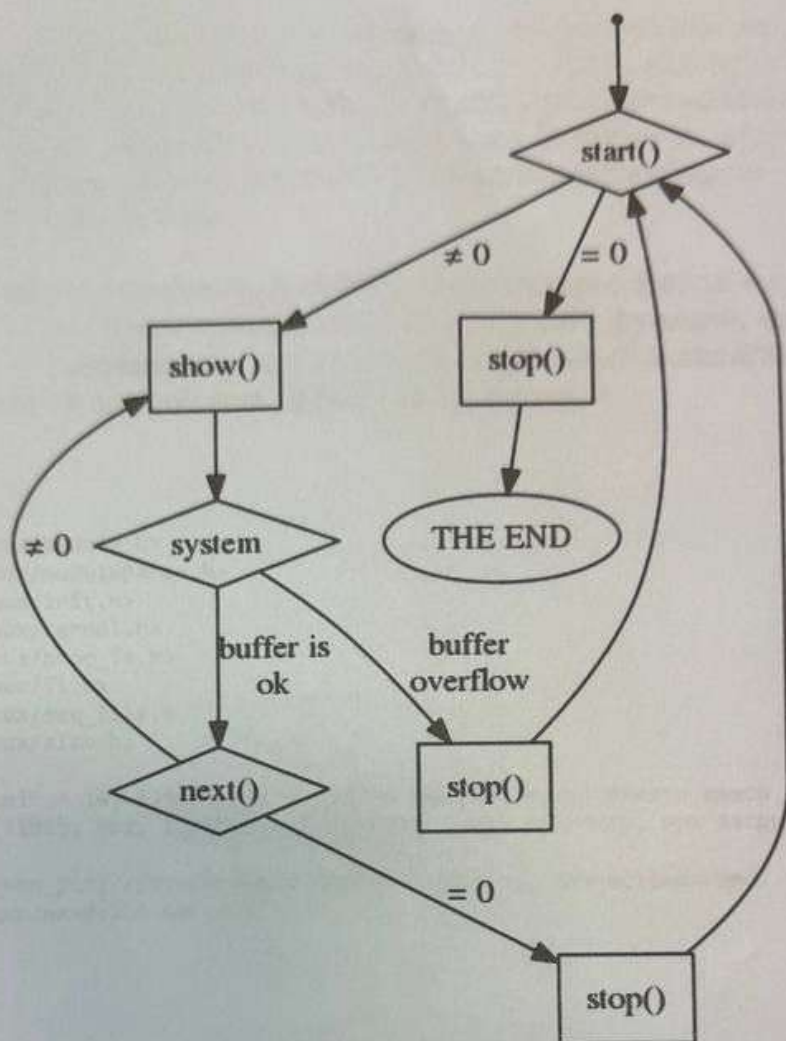 start()
≠ 0
= 0
show()
stop()
≠ 0
system
THE END
buffer is
ok
buffer
overflow
next()
stop()
= 0
stop()